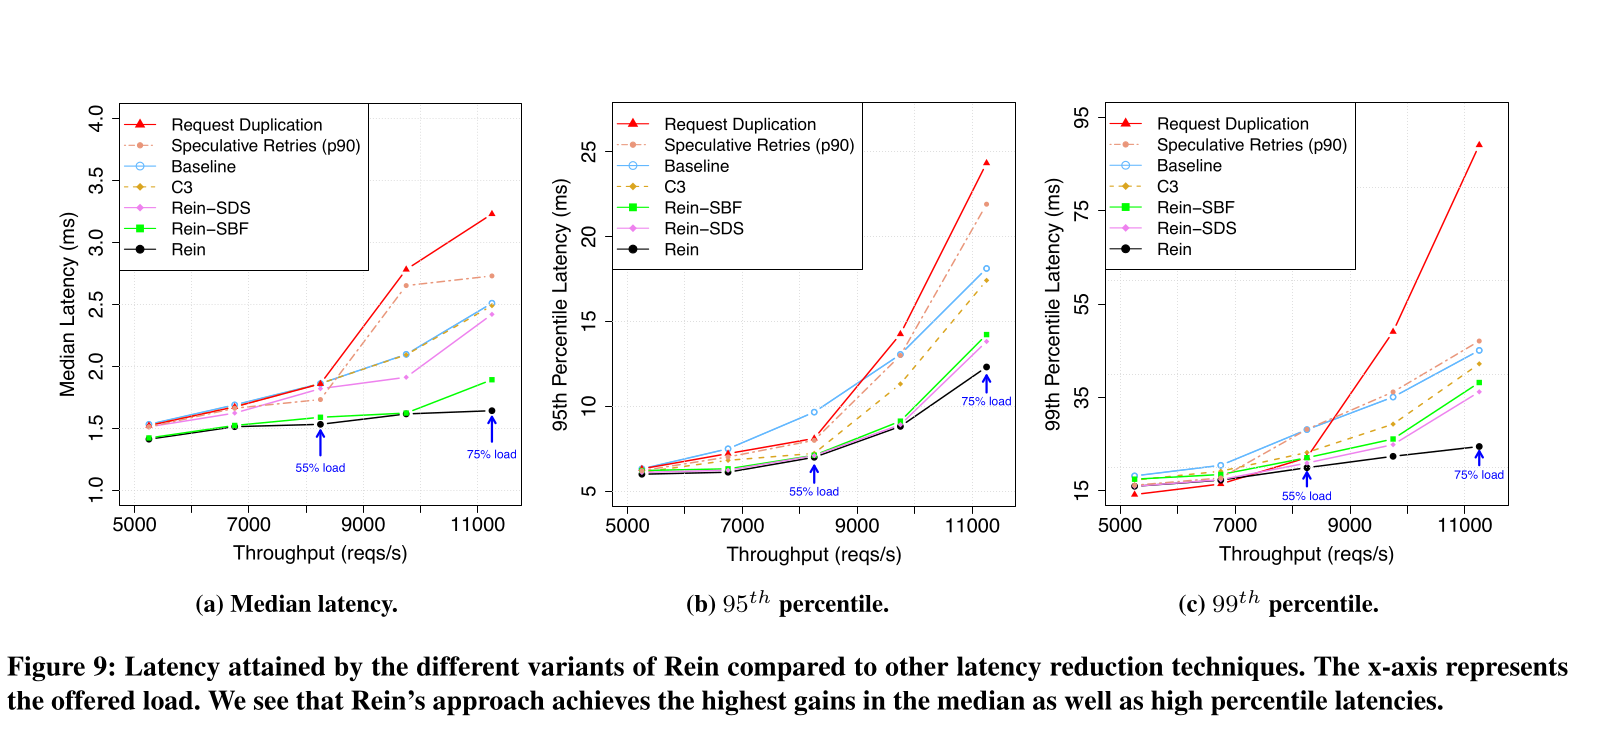 4.0
3.5
3.0
2.5
2.0
1.5
1.0
Median Latency (ms)
Request Duplication
Speculative Retries (p90)
Baseline
C3
Rein−SDS
Rein−SBF
Rein
55% load
75% load
5000 7000 9000 11000
Throughput (reqs/s)
(a) Median latency.
25
20
15
10
5
95th Percentile Latency (ms)
Request Duplication
Speculative Retries (p90)
Baseline
C3
Rein−SBF
Rein−SDS
Rein
75% load
55% load
5000 7000 9000 11000
Throughput (reqs/s)
(b) 95th percentile.
95
75
55
35
15
99th Percentile Latency (ms)
Request Duplication
Speculative Retries (p90)
Baseline
C3
Rein−SBF
Rein−SDS
Rein
75% load
55% load
5000 7000 9000 11000
Throughput (reqs/s)
(c) 99th percentile.
Figure 9: Latency attained by the different variants of Rein compared to other latency reduction techniques. The x-axis represents
the offered load. We see that Rein's approach achieves the highest gains in the median as well as high percentile latencies.